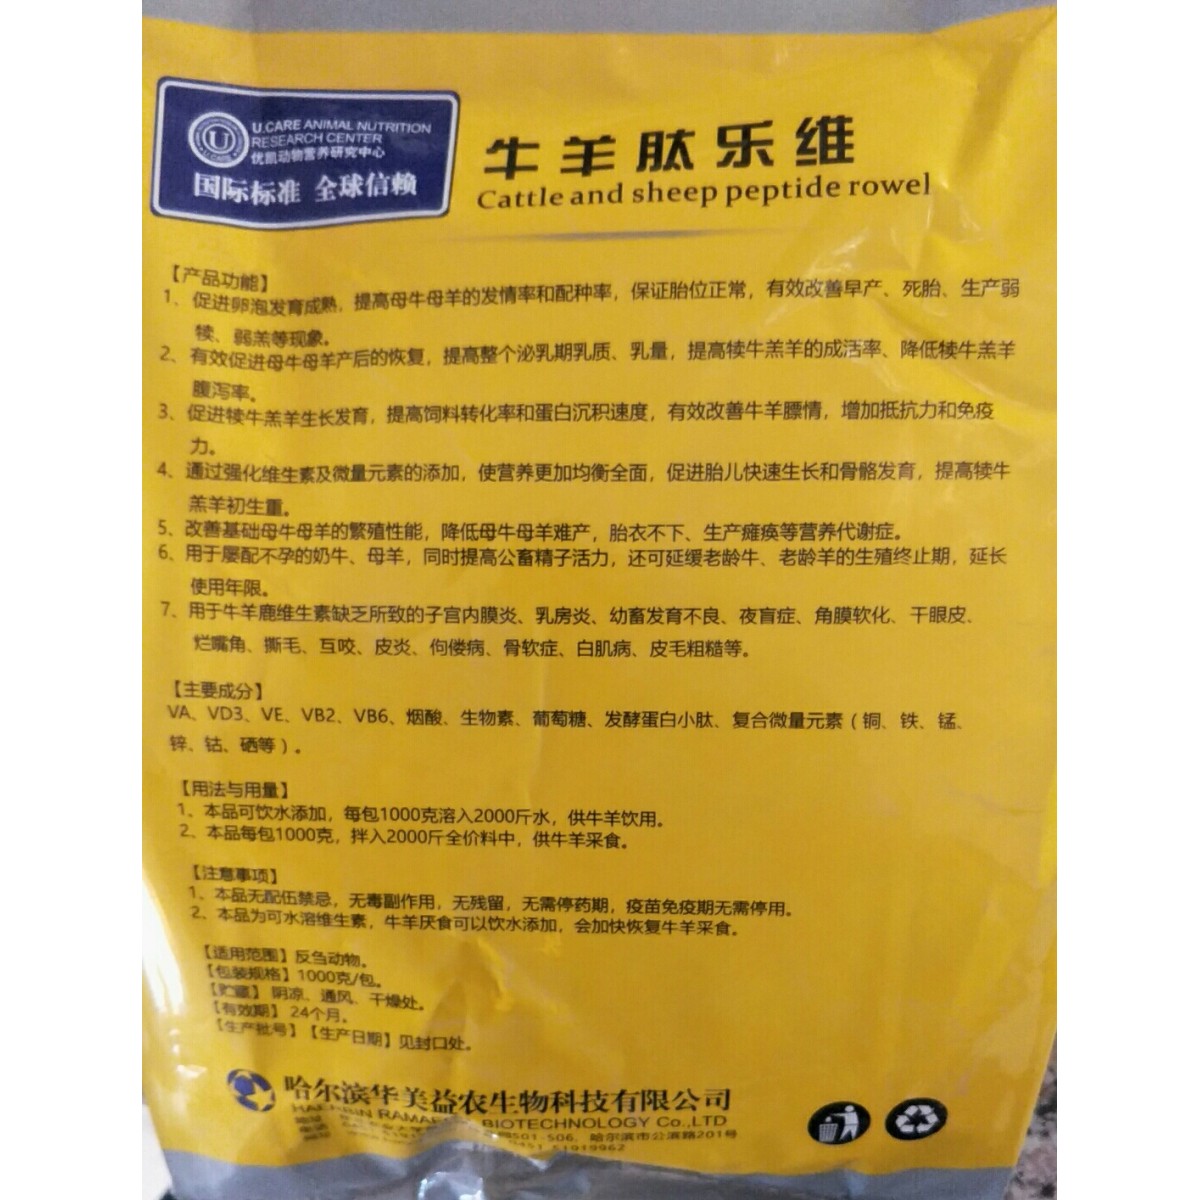 U.CARE ANIMAL NUTRITION
RESEARCH CENTER
优凯动物营养研究中心
国际标准 全球信赖
牛羊肽乐维
Cattle and sheep peptide rowel
【产品功能】
1、促进卵泡发育成熟，提高母牛母羊的发情率和配种率，保证胎位正常，有效改善早产、死胎、生产弱
犊、弱羔等现象。
2、有效促进母牛母羊产后的恢复，提高整个泌乳期乳质、乳量，提高犊牛羔羊的成活率、降低犊牛羔羊
腹泻率。
3、促进犊牛羔羊生长发育，提高饲料转化率和蛋白沉积速度，有效改善牛羊膘情，增加抵抗力和免疫
力。
4、通过强化维生素及微量元素的添加，使营养更加均衡全面，促进胎儿快速生长和骨骼发育，提高犊牛
羔羊初生重。
5、改善基础母牛母羊的繁殖性能，降低母牛母羊难产，胎衣不下、生产瘫痪等营养代谢症。
6、用于屡配不孕的奶牛、母羊，同时提高公畜精子活力，还可延缓老龄牛、老龄羊的生殖终止期，延长
使用年限。
7、用于牛羊鹿维生素缺乏所致的子宫内膜炎、乳房炎、幼畜发育不良、夜盲症、角膜软化、干眼皮、
烂嘴角、撕毛、互咬、皮炎、佝偻病、骨软症、白肌病、皮毛粗糙等。
【主要成分】
VA、VD3、VE、VB2、VB6、烟酸、生物素、葡萄糖、发酵蛋白小肽、复合微量元素（铜、铁、锰、
锌、钴、硒等）。
【用法与用量】
1、本品可饮水添加，每包1000克溶入2000斤水，供牛羊饮用。
2、本品每包1000克，拌入2000斤全价料中，供牛羊采食。
【注意事项】
1、本品无配伍禁忌，无毒副作用，无残留，无需停药期，疫苗免疫期无需停用。
2、本品为可水溶维生素，牛羊厌食可以饮水添加，会加快恢复牛羊采食。
【适用范围】反刍动物。
【包装规格】1000克/包。
【贮藏】阴凉、通风、干燥处。
【有效期】24个月。
【生产批号】【生产日期】见封口处。
哈尔滨华美益农生物科技有限公司
BIOTECHNOLOGY Co.,LTD
501-506，哈尔滨市公滨路201号
0451-51919962